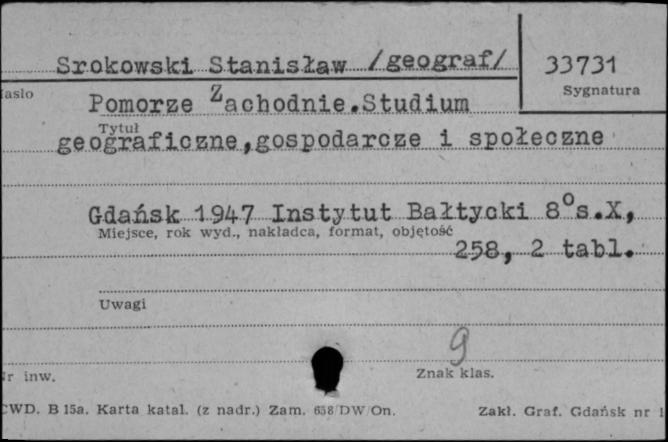 Srokowski Stanisław /geograf/
33731
Sygnatura
Pomorze Zachodnie.Studium
Tytuł
geograficzne,gospodarcze i społeczne
Gdańsk 1947 Instytut Bałtycki 8°s.X,
Miejsce, rok wyd., nakładca, format, objętość
258, 2 tabl.
Uwagi
9
Znak klas.
inw.
B 15a. Karta katal. (z nadr.) Zam. 658/DW/On.
Zakł. Graf. Gdańsk nr 1